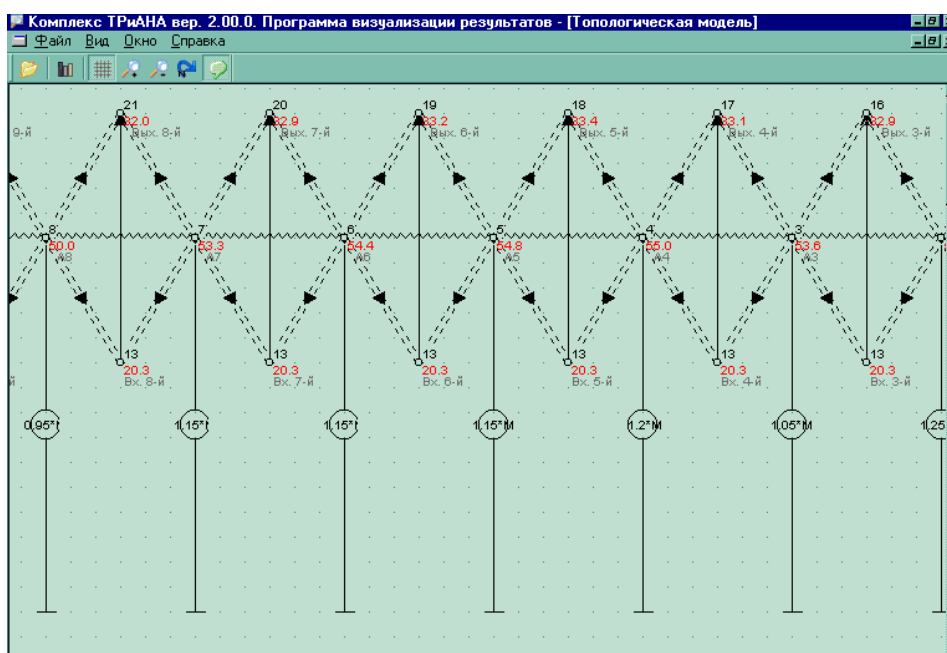 Комплекс ТРиАНА вер. 2.00.0. Программа визуализации результатов - [Топологическая модель]
Файл Вид Окно Справка
21 20 19 18 17 16
32.9 33.2 33.4 33.1 32.9
9-й Вых. 8-й Вых. 7-й Вых. 6-й Вых. 5-й Вых. 4-й Вых. 3-й
8 7 6 5 4 3
50.0 53.3 54.4 54.8 55.0 53.6
A8 A7 A6 A5 A4 A3
13 13 13 13 13 13
20.3 20.3 20.3 20.3 20.3 20.3
Вх. 8-й Вх. 7-й Вх. 6-й Вх. 5-й Вх. 4-й Вх. 3-й
0,95* 1,15* 1,15* 1,15*М 1.2*М 1,05*М 1,25